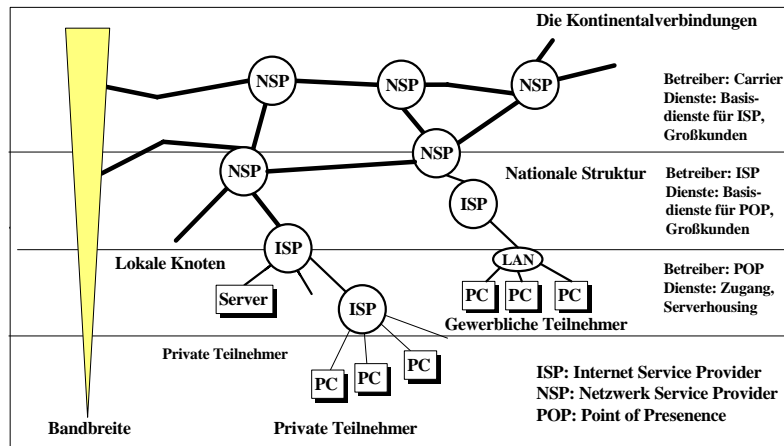 Die Kontinentalverbindungen
NSP
NSP
NSP
Betreiber: Carrier
Dienste: Basis-
dienste für ISP,
Großkunden
NSP
NSP
Nationale Struktur
Betreiber: ISP
Dienste: Basis-
dienste für POP,
Großkunden
ISP
Lokale Knoten
ISP
LAN
Betreiber: POP
Dienste: Zugang,
Serverhousing
Server
PC
PC
PC
ISP
Gewerbliche Teilnehmer
Private Teilnehmer
PC
PC
PC
ISP: Internet Service Provider
NSP: Netzwerk Service Provider
POP: Point of Presenence
Bandbreite
Private Teilnehmer